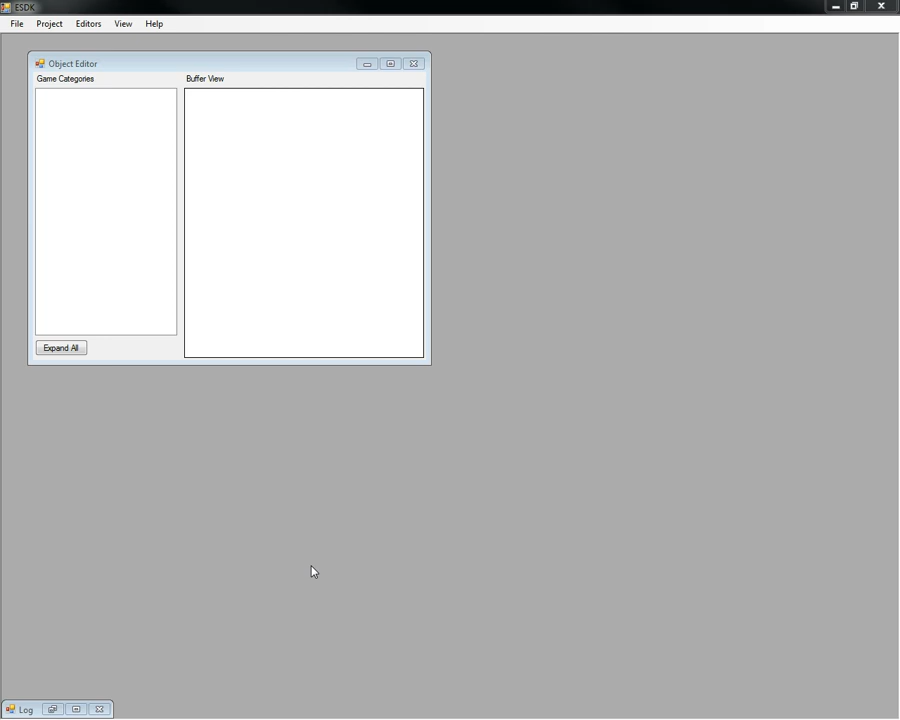 ESDK
File Project Editors View Help
Object Editor
Game Categories Buffer View
Expand All
Log